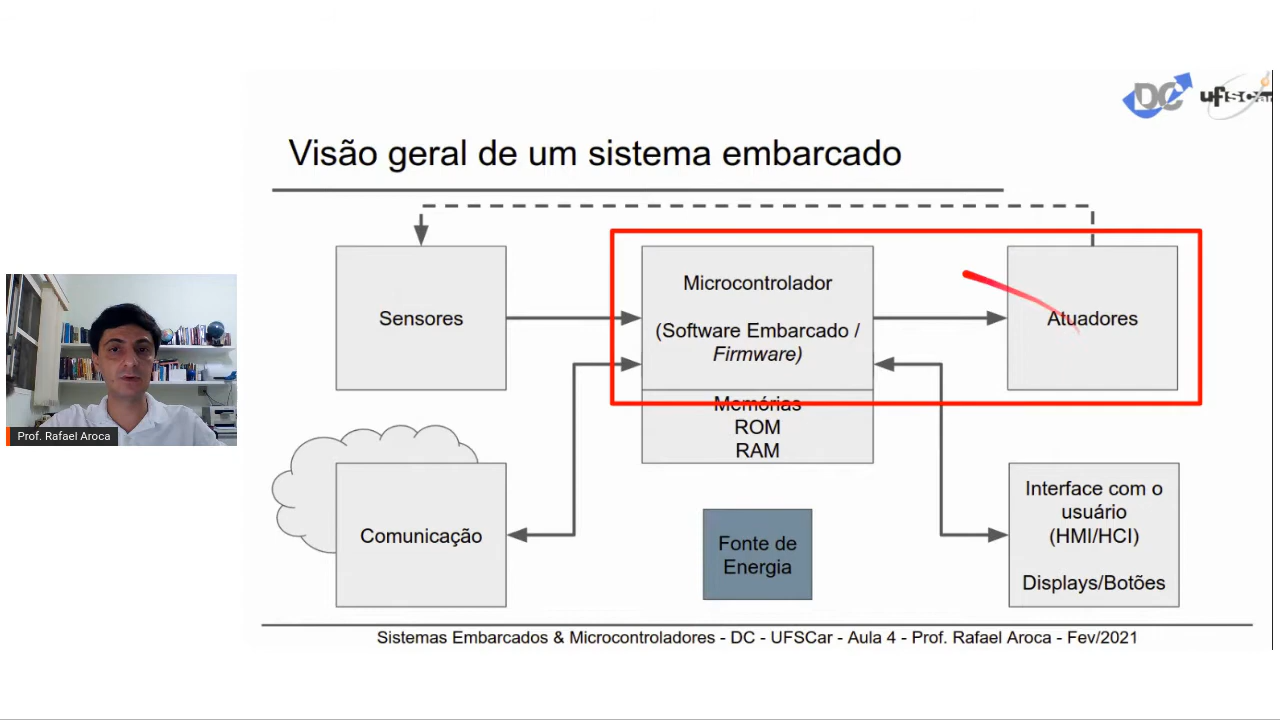 DC
ufscar
Visão geral de um sistema embarcado
Sensores
Microcontrolador
(Software Embarcado /
Firmware)
Memórias
ROM
RAM
Atuadores
Comunicação
Fonte de
Energia
Interface com o
usuário
(HMI/HCI)
Displays/Botões
Prof. Rafael Aroca
Sistemas Embarcados & Microcontroladores - DC - UFSCar - Aula 4 - Prof. Rafael Aroca - Fev/2021